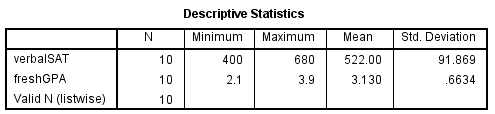 Descriptive Statistics
N Minimum Maximum Mean Std. Deviation
verbalSAT 10 400 680 522.00 91.869
freshGPA 10 2.1 3.9 3.130 .6634
Valid N (listwise) 10